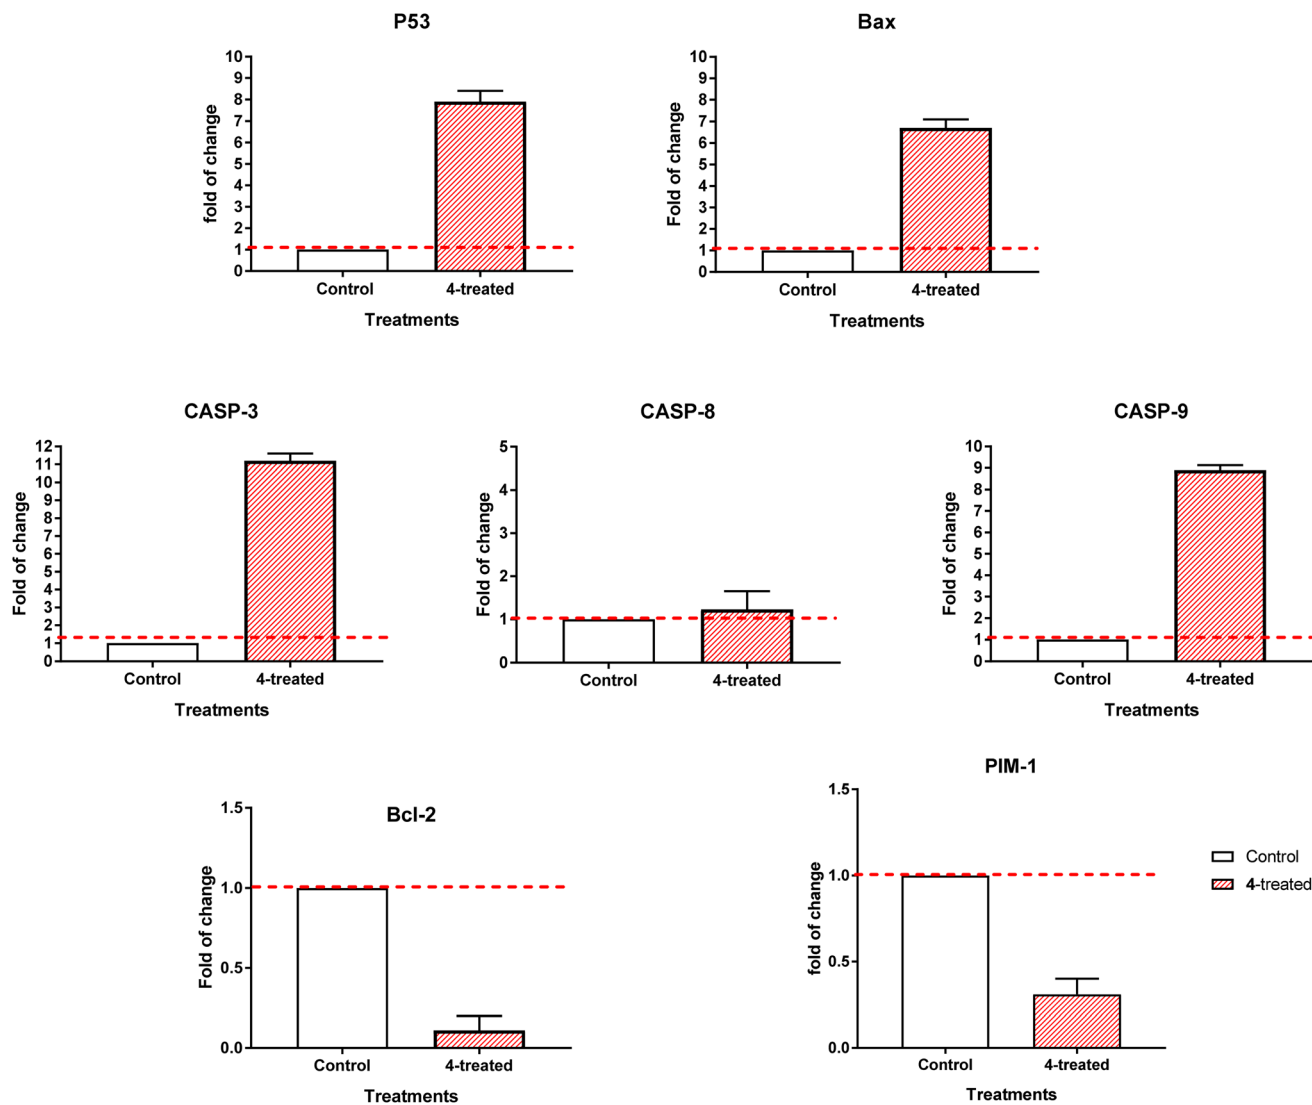 P53
fold of change
10
9
8
7
6
5
4
3
2
1
0
Control 4-treated
Treatments
Bax
Fold of change
10
9
8
7
6
5
4
3
2
1
0
Control 4-treated
Treatments
CASP-3
Fold of change
12
11
10
9
8
7
6
5
4
3
2
1
0
Control 4-treated
Treatments
CASP-8
Fold of change
5
4
3
2
1
0
Control 4-treated
CASP-9
Fold of change
10
9
8
7
6
5
4
3
2
1
0
Control 4-treated
Treatments
Bcl-2
Fold of change
1.5
1.0
0.5
0.0
Control 4-treated
Treatments
PIM-1
fold of change
1.5
1.0
0.5
0.0
Control 4-treated
Treatments
Control
4-treated